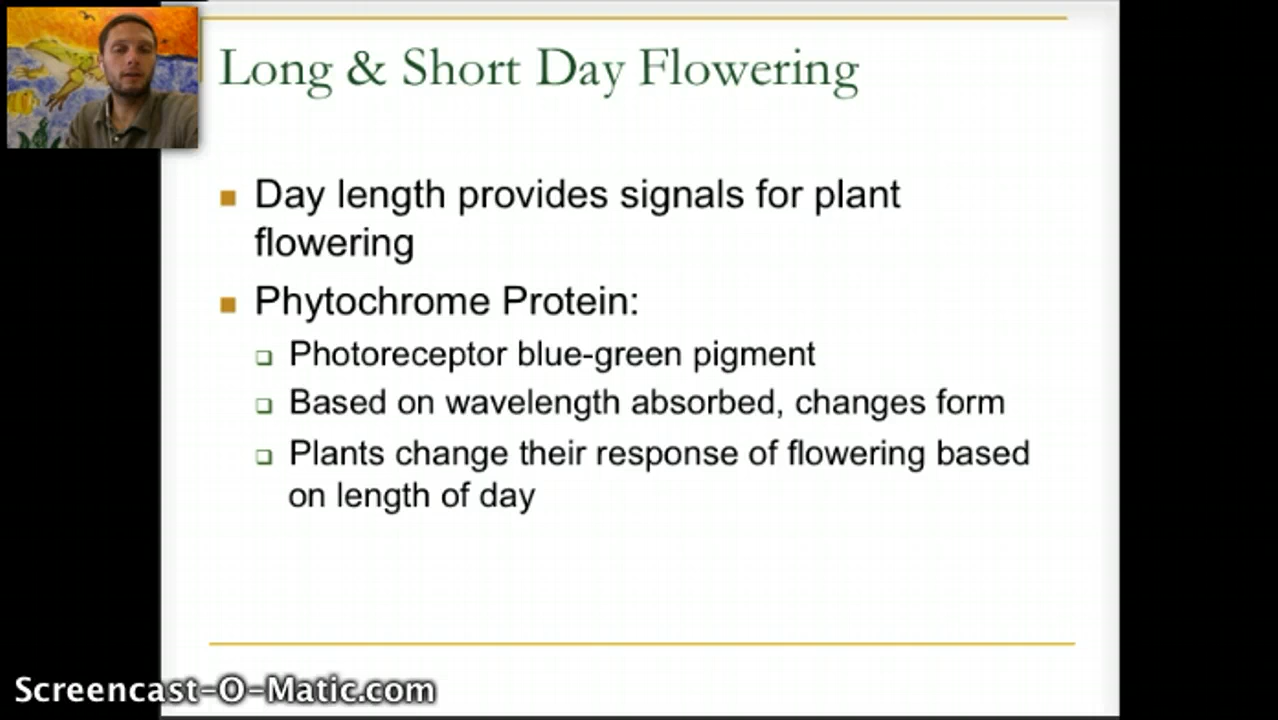 Long & Short Day Flowering
Day length provides signals for plant
flowering
Phytochrome Protein:
Photoreceptor blue-green pigment
Based on wavelength absorbed, changes form
Plants change their response of flowering based
on length of day
Screencast-O-Matic.com